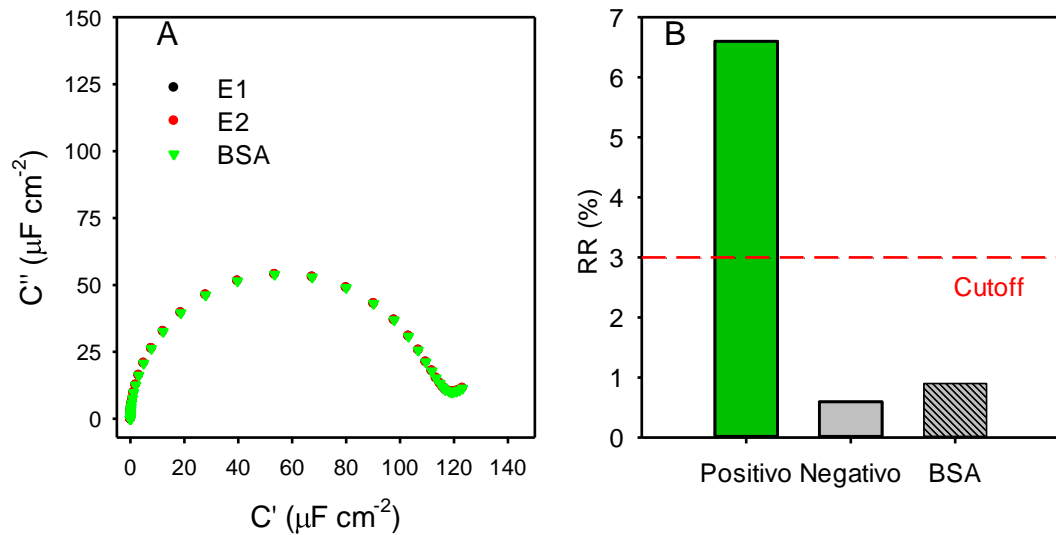 A
E1
E2
BSA
150
125
100
75
50
25
0
C'' (μF cm-2)
0 20 40 60 80 100 120 140
C' (μF cm-2)
B
7
6
5
4
3
2
1
0
RR (%)
Cutoff
Positivo Negativo BSA